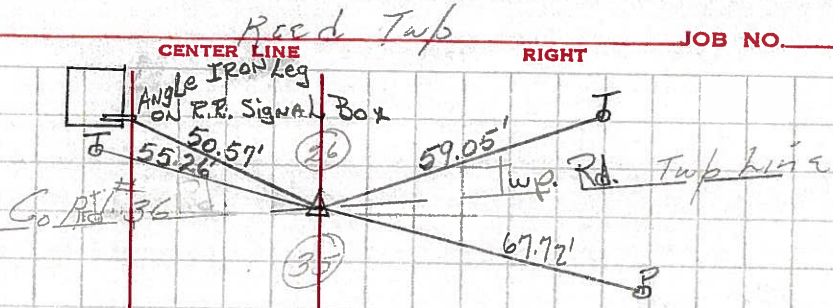 Reed Twp
CENTER LINE RIGHT JOB NO.
Angle IRON Leg
ON R.R. SIGNAL Box
50.57'
55.26'
26
59.05'
Twp. Rd. Twp Line
Co Rd. # 36
35
67.72'